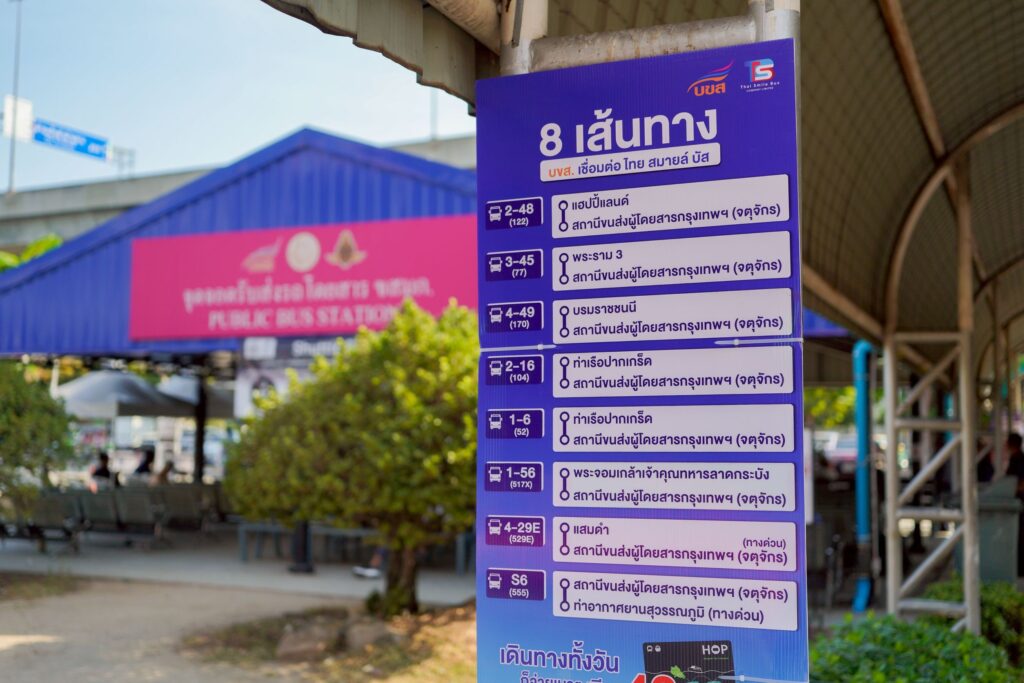 บขส
TS
Thai Smile Bus
8 เส้นทาง
บขส. เชื่อมต่อ ไทย สมายล์ บัส
2-48
(122)
แฮปปี้แลนด์
สถานีขนส่งผู้โดยสารกรุงเทพฯ (จตุจักร)
3-45
(77)
พระราม 3
สถานีขนส่งผู้โดยสารกรุงเทพฯ (จตุจักร)
4-49
(170)
บรมราชชนนี
สถานีขนส่งผู้โดยสารกรุงเทพฯ (จตุจักร)
2-16
(104)
ท่าเรือปากเกร็ด
สถานีขนส่งผู้โดยสารกรุงเทพฯ (จตุจักร)
1-6
(52)
ท่าเรือปากเกร็ด
สถานีขนส่งผู้โดยสารกรุงเทพฯ (จตุจักร)
1-56
(517X)
พระจอมเกล้าเจ้าคุณทหารลาดกระบัง
สถานีขนส่งผู้โดยสารกรุงเทพฯ (จตุจักร)
4-29E
(529E)
แสมดำ (ทางด่วน)
สถานีขนส่งผู้โดยสารกรุงเทพฯ (จตุจักร)
S6
(555)
สถานีขนส่งผู้โดยสารกรุงเทพฯ (จตุจักร)
ท่าอากาศยานสุวรรณภูมิ (ทางด่วน)
เดินทางทั้งวัน
HOP
จุดจอดรับส่งรถโดยสาร ขสมก.
PUBLIC BUS STATION